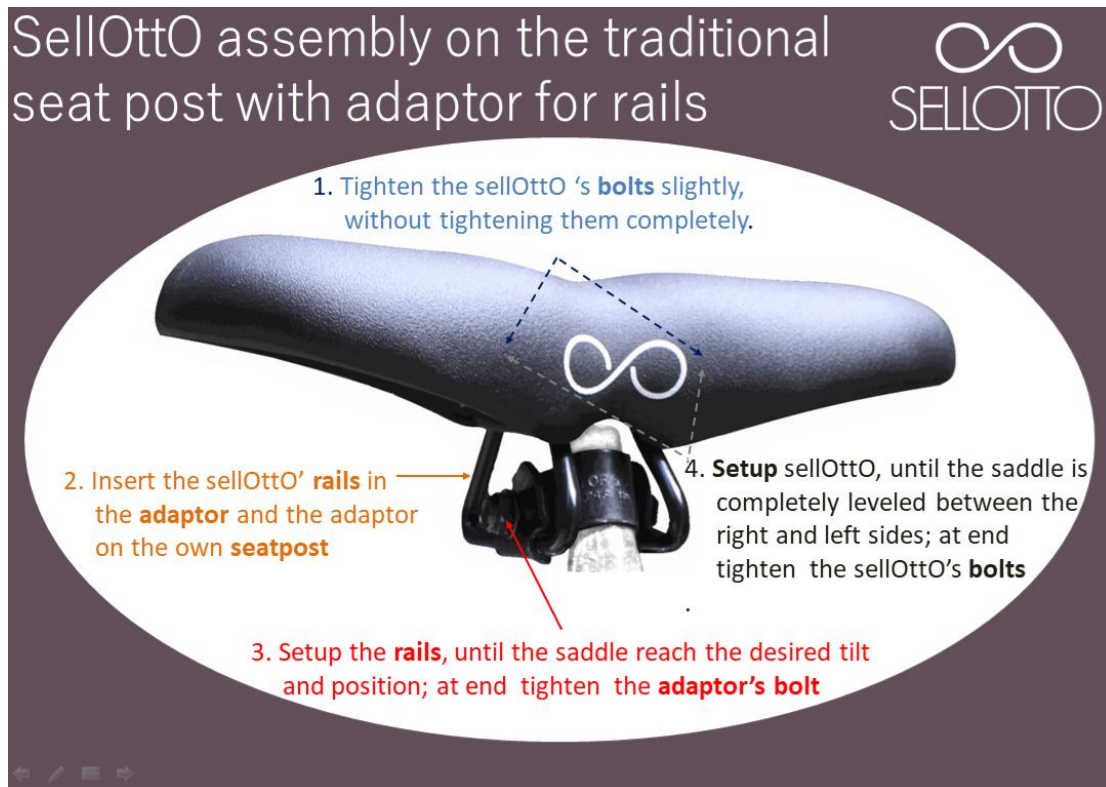 SellOttO assembly on the traditional
seat post with adaptor for rails
SELLOTTO
1. Tighten the sellOttO ‘s bolts slightly,
without tightening them completely.
2. Insert the sellOttO’ rails in
the adaptor and the adaptor
on the own seatpost
4. Setup sellOttO, until the saddle is
completely leveled between the
right and left sides; at end
tighten the sellOttO’s bolts
.
3. Setup the rails, until the saddle reach the desired tilt
and position; at end tighten the adaptor’s bolt